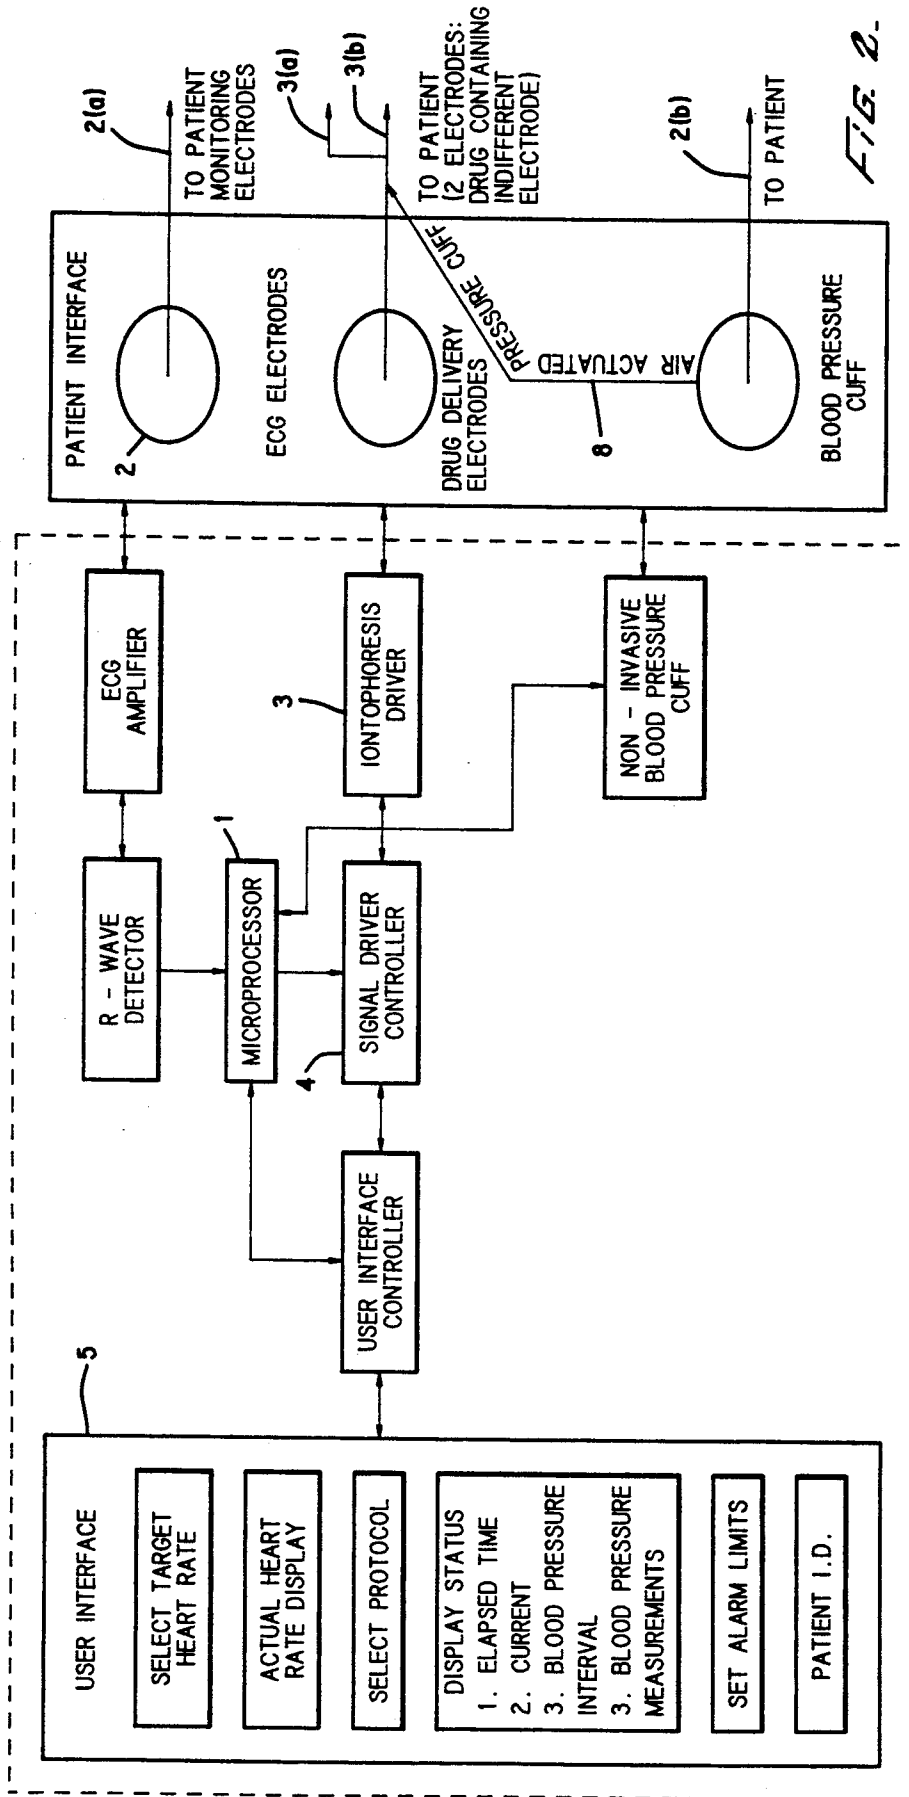 USER INTERFACE
5
SELECT TARGET
HEART RATE
ACTUAL HEART
RATE DISPLAY
SELECT PROTOCOL
DISPLAY STATUS
1. ELAPSED TIME
2. CURRENT
3. BLOOD PRESSURE
INTERVAL
3. BLOOD PRESSURE
MEASUREMENTS
SET ALARM LIMITS
PATIENT I.D.
USER INTERFACE
CONTROLLER
R - WAVE
DETECTOR
MICROPROCESSOR
1
4
SIGNAL DRIVER
CONTROLLER
ECG
AMPLIFIER
3
IONTOPHORESIS
DRIVER
NON - INVASIVE
BLOOD PRESSURE
CUFF
PATIENT INTERFACE
2
ECG ELECTRODES
DRUG DELIVERY
ELECTRODES
8
AIR ACTUATED
PRESSURE CUFF
BLOOD PRESSURE
CUFF
2(a)
TO PATIENT
MONITORING
ELECTRODES
3(a)
3(b)
TO PATIENT
(2 ELECTRODES:
DRUG CONTAINING
INDIFFERENT
ELECTRODE)
2(b)
TO PATIENT
FIG. 2.